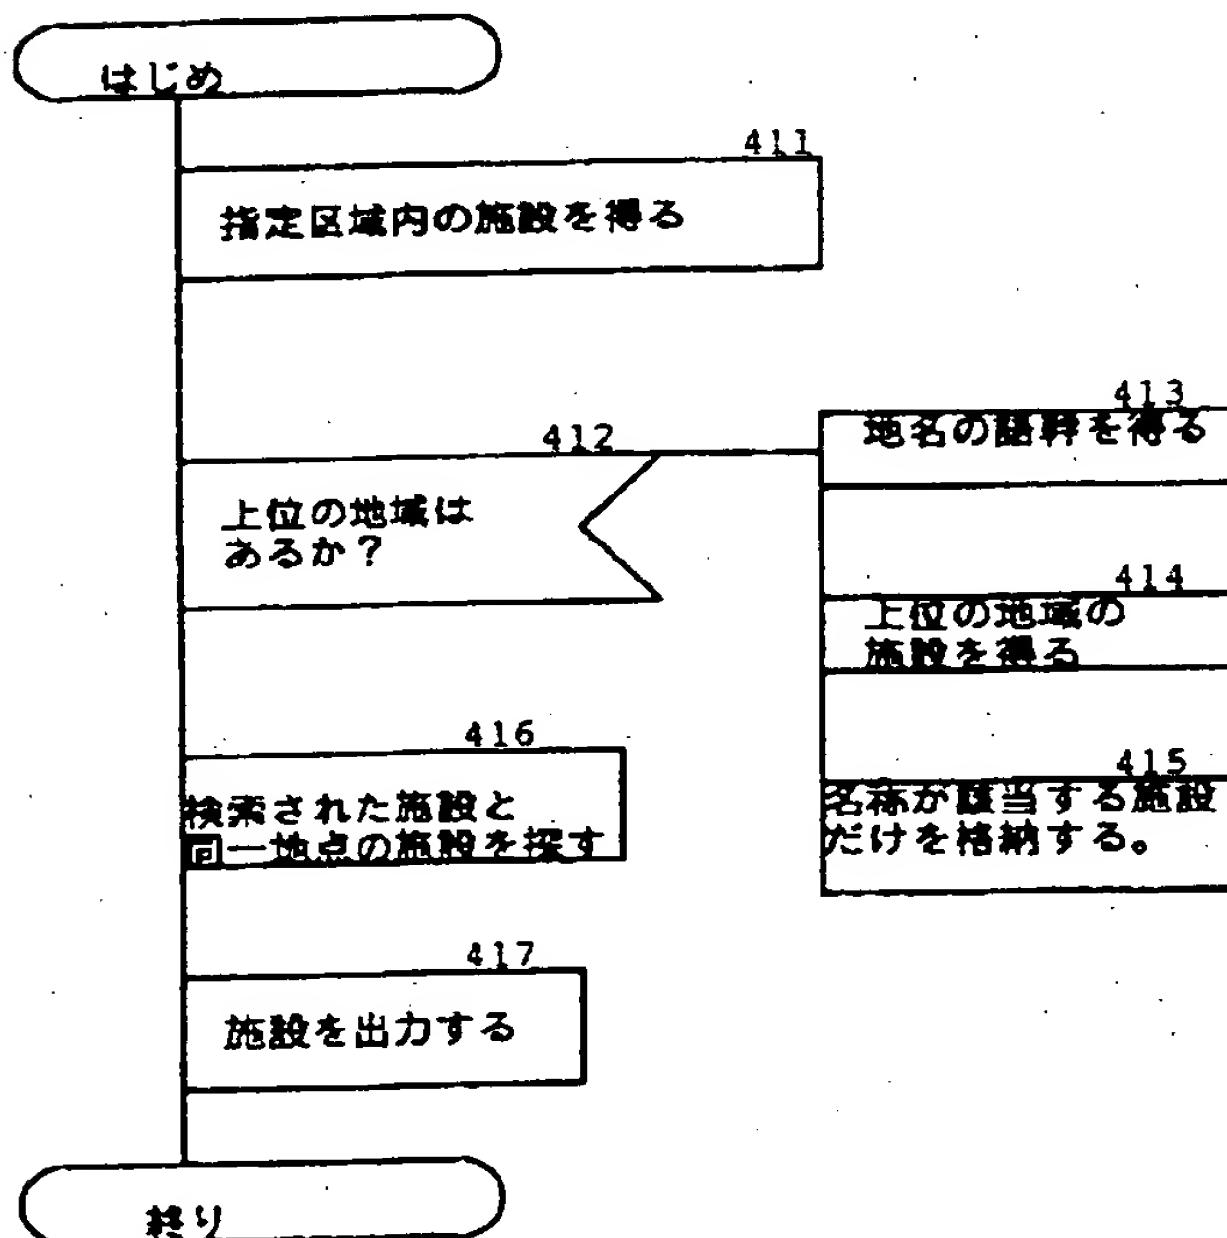 はじめ
411
指定区域内の施設を得る
412
上位の地域は
あるか？
413
地名の語幹を得る
414
上位の地域の
施設を得る
415
名称が該当する施設
だけを格納する。
416
検索された施設と
同一地点の施設を探す
417
施設を出力する
終り